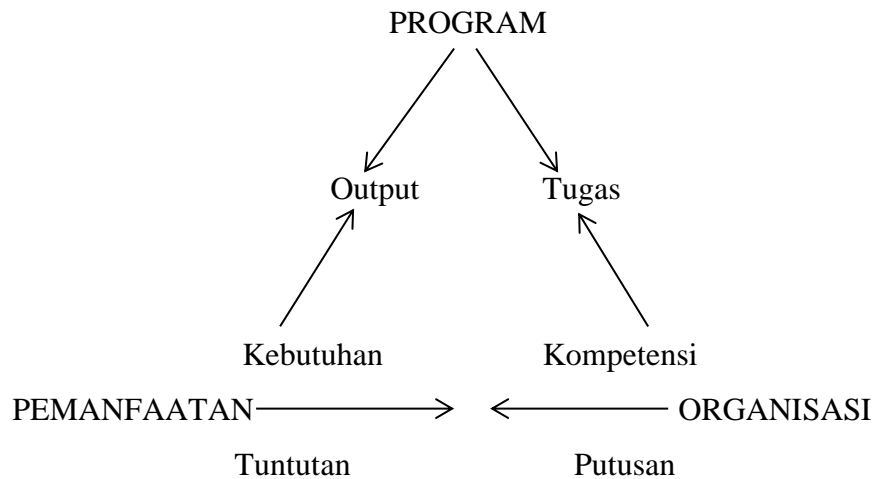 PROGRAM
Output Tugas
Kebutuhan Kompetensi
PEMANFAATAN ORGANISASI
Tuntutan Putusan